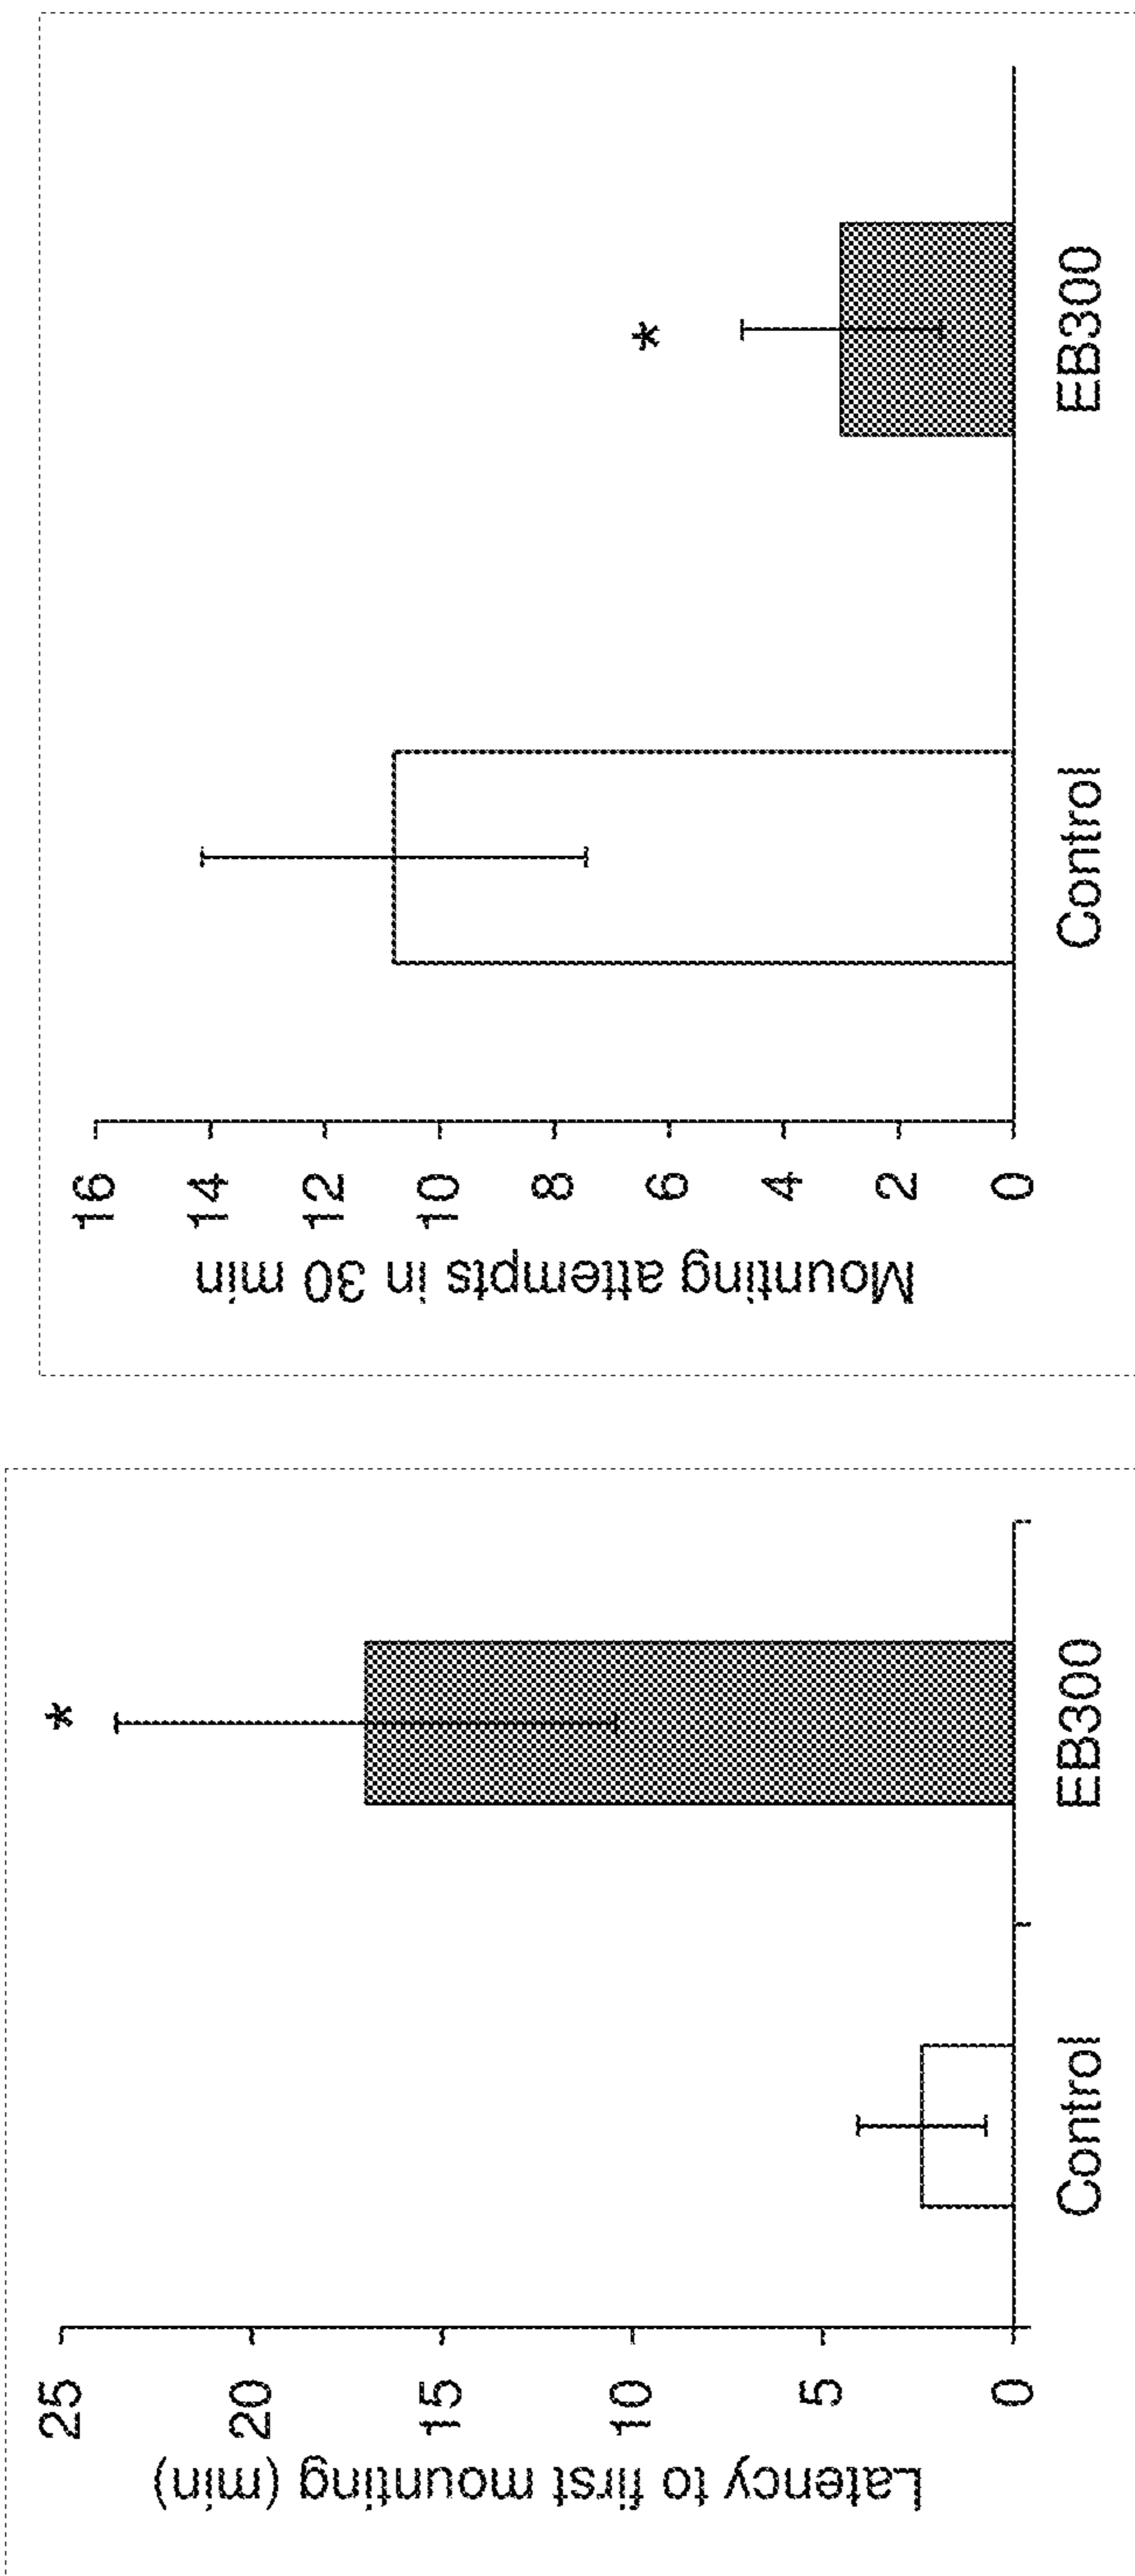 Latency to first mounting (min)
25
20
15
10
5
0
*
Control
EB300
Mounting attempts in 30 min
16
14
12
10
8
6
4
2
0
*
Control
EB300